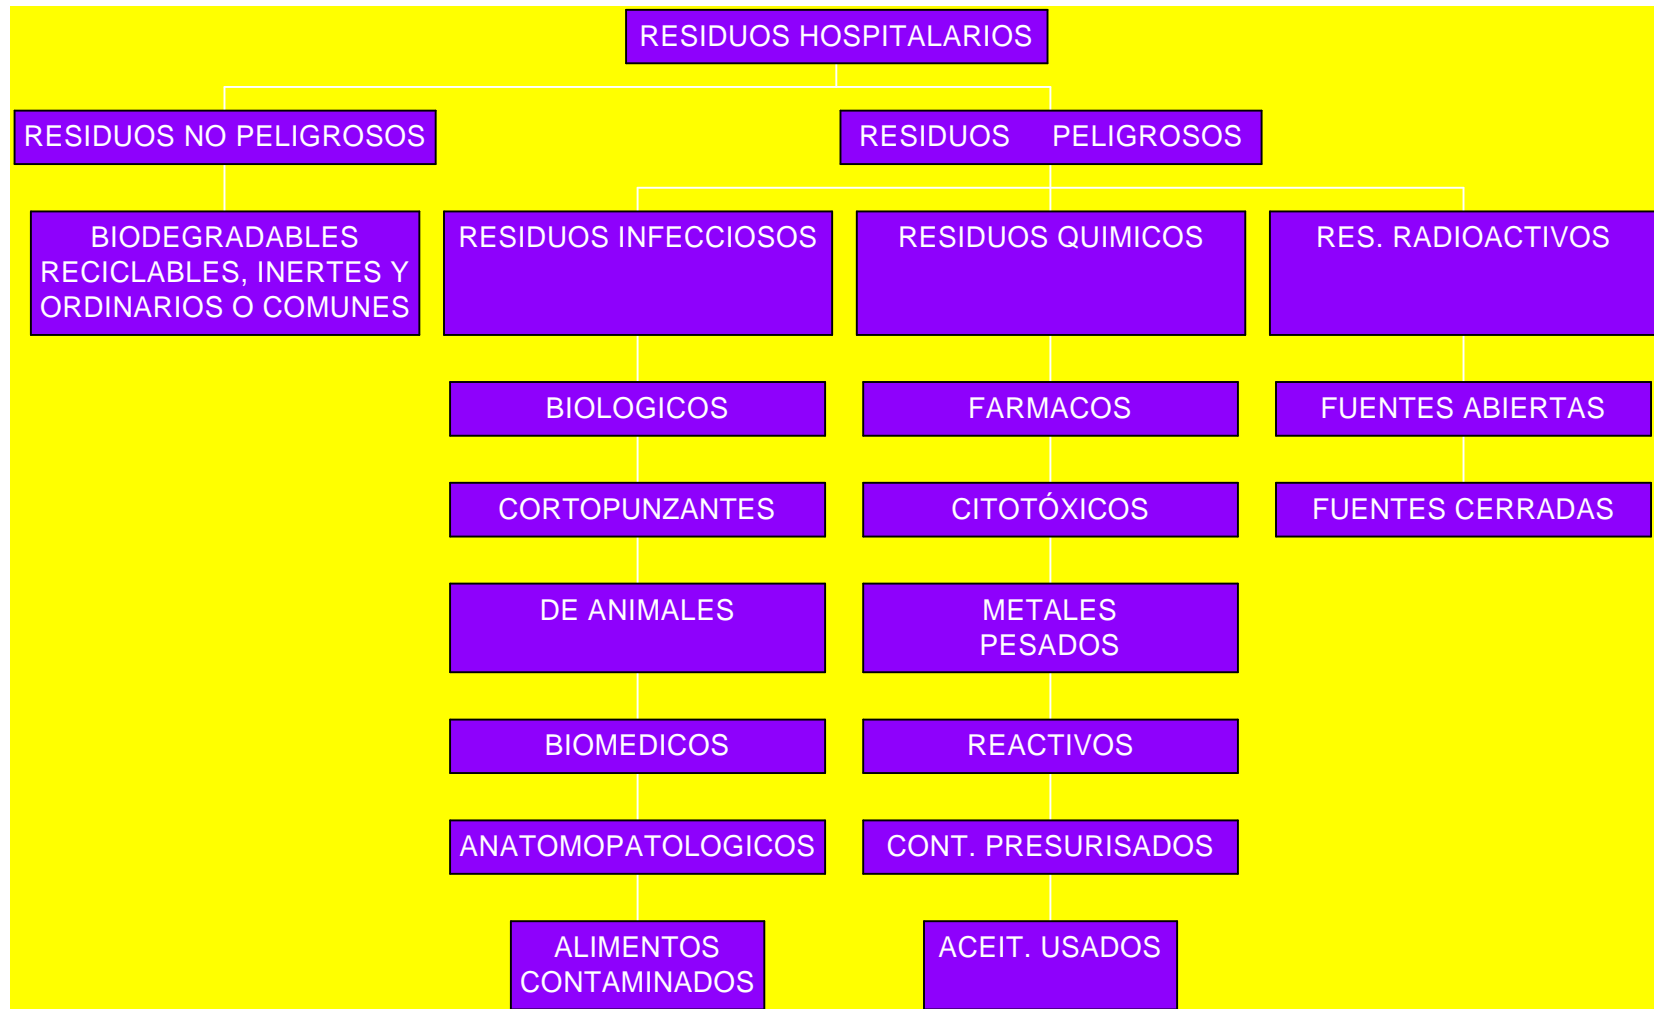 RESIDUOS HOSPITALARIOS
RESIDUOS NO PELIGROSOS
RESIDUOS PELIGROSOS
BIODEGRADABLES
RECICLABLES, INERTES Y
ORDINARIOS O COMUNES
RESIDUOS INFECCIOSOS
RESIDUOS QUIMICOS
RES. RADIOACTIVOS
BIOLOGICOS
FARMACOS
FUENTES ABIERTAS
CORTOPUNZANTES
CITOTÓXICOS
FUENTES CERRADAS
DE ANIMALES
METALES
PESADOS
BIOMEDICOS
REACTIVOS
ANATOMOPATOLOGICOS
CONT. PRESURISADOS
ALIMENTOS
CONTAMINADOS
ACEIT. USADOS